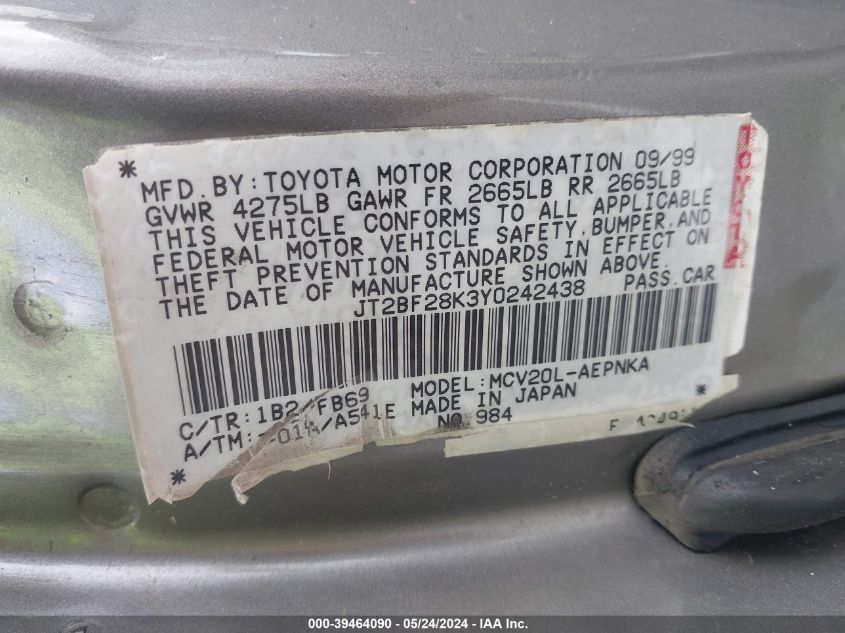 * MFD. BY: TOYOTA MOTOR CORPORATION 09/99
GVWR 4275LB GAWR FR 2665LB RR 2665LB
THIS VEHICLE CONFORMS TO ALL APPLICABLE
FEDERAL MOTOR VEHICLE SAFETY, BUMPER, AND
THEFT PREVENTION STANDARDS IN EFFECT ON
THE DATE OF MANUFACTURE SHOWN ABOVE.
JT2BF28K3Y0242438 PASS. CAR
C/TR: FB69 MODEL: MCV20L-AEPNKA *
A/TM: /A541E MADE IN JAPAN
* NO. 984
000-39464090 / 05/24/2024 - IAA Inc.